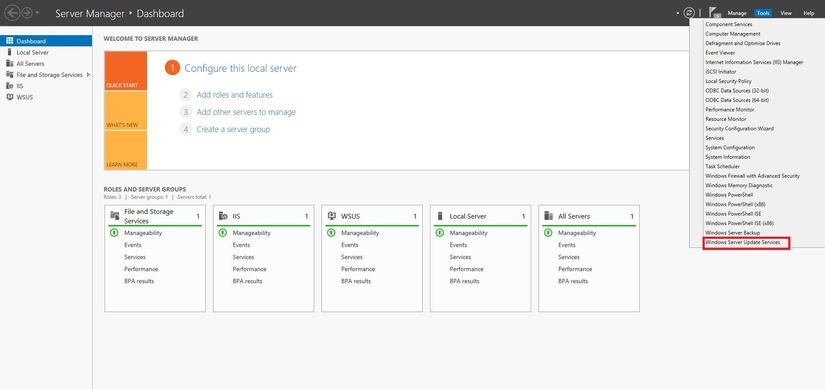 Server Manager ▸ Dashboard
Manage Tools View Help
Dashboard
Local Server
All Servers
File and Storage Services
IIS
WSUS
WELCOME TO SERVER MANAGER
QUICK START
WHAT'S NEW
LEARN MORE
1 Configure this local server
2 Add roles and features
3 Add other servers to manage
4 Create a server group
ROLES AND SERVER GROUPS
Roles: 3 | Server groups: 1 | Servers total: 1
File and Storage
Services 1
Manageability
Events
Services
Performance
BPA results
IIS 1
Manageability
Events
Services
Performance
BPA results
WSUS 1
Manageability
Events
Services
Performance
BPA results
Local Server 1
Manageability
Events
Services
Performance
BPA results
All Servers 1
Manageability
Events
Services
Performance
BPA results
Component Services
Computer Management
Defragment and Optimize Drives
Event Viewer
Internet Information Services (IIS) Manager
iSCSI Initiator
Local Security Policy
ODBC Data Sources (32-bit)
ODBC Data Sources (64-bit)
Performance Monitor
Resource Monitor
Security Configuration Wizard
Services
System Configuration
System Information
Task Scheduler
Windows Firewall with Advanced Security
Windows Memory Diagnostic
Windows PowerShell
Windows PowerShell (x86)
Windows PowerShell ISE
Windows PowerShell ISE (x86)
Windows Server Backup
Windows Server Update Services